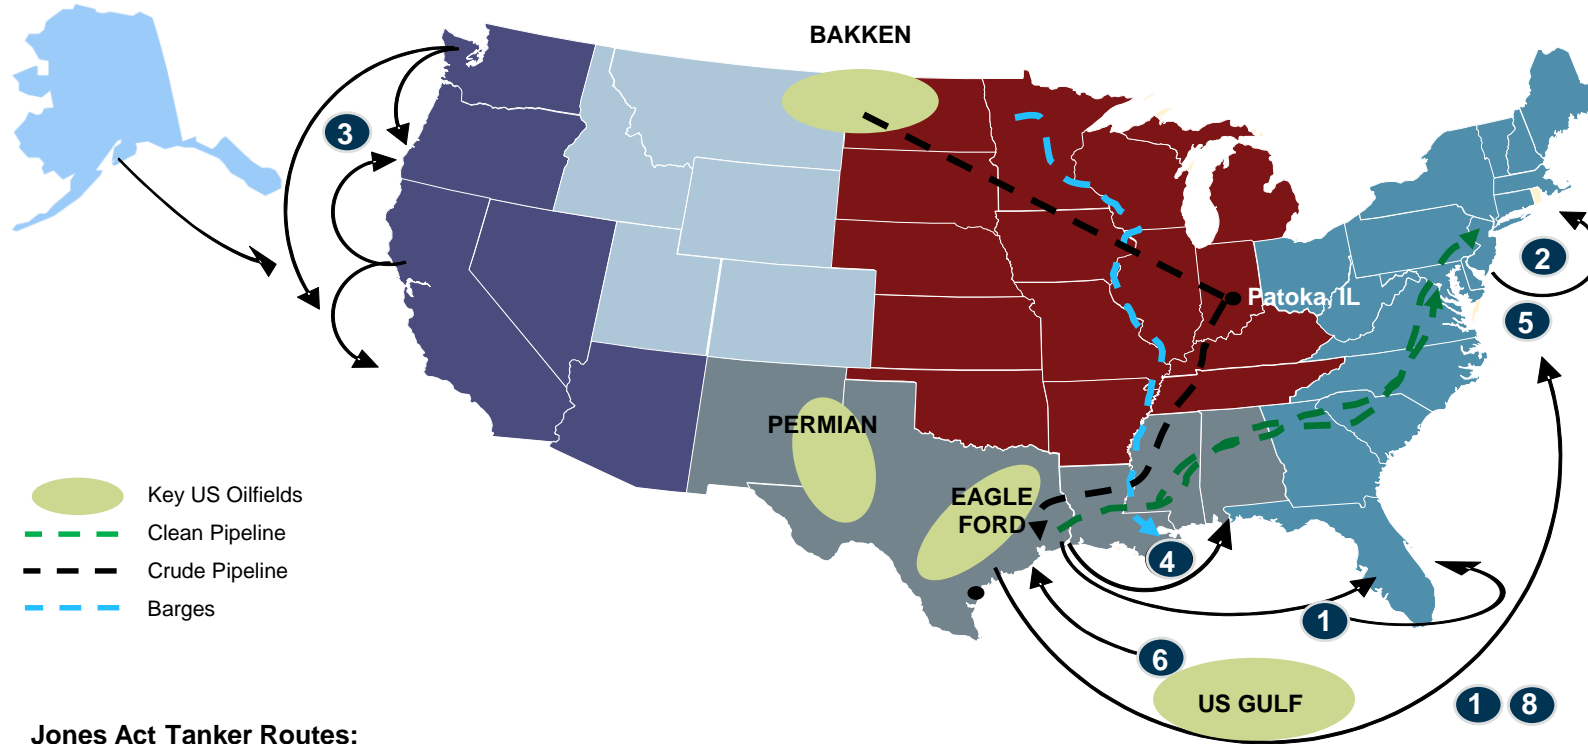 BAKKEN
3
2
Patoka, IL
5
PERMIAN
EAGLE
FORD
Key US Oilfields
Clean Pipeline
Crude Pipeline
Barges
4
1
6
US GULF
1 8
Jones Act Tanker Routes: